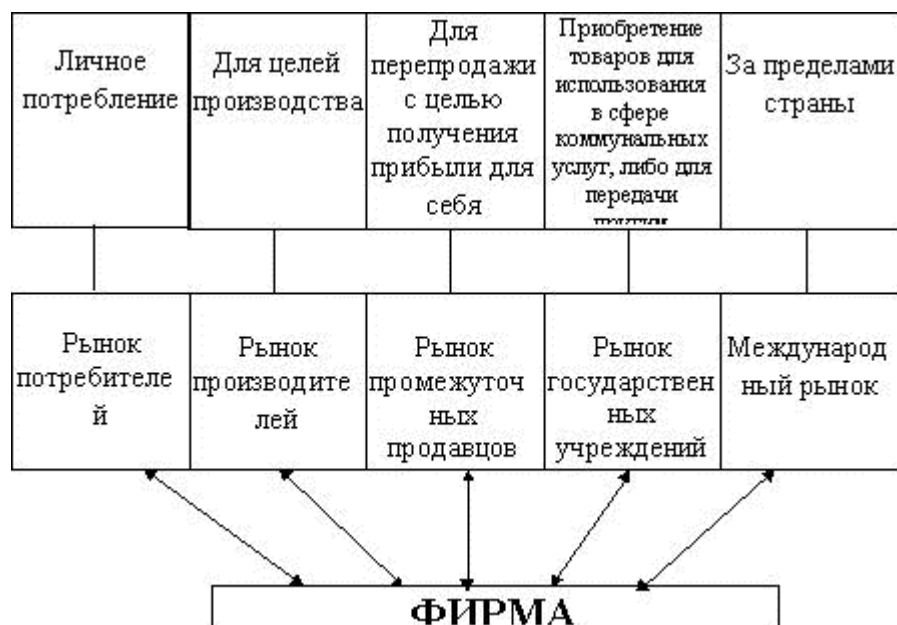 Личное
потребление
Для целей
производства
Для
перепродажи
с целью
получения
прибыли для
себя
Приобретение
товаров для
использования
в сфере
коммунальных
услуг, либо для
передачи
За пределами
страны
Рынок
потребителе
й
Рынок
производите
лей
Рынок
промежуточ
ных
продавцов
Рынок
государствен
ных
учреждений
Международ
ный рынок
ФИРМА